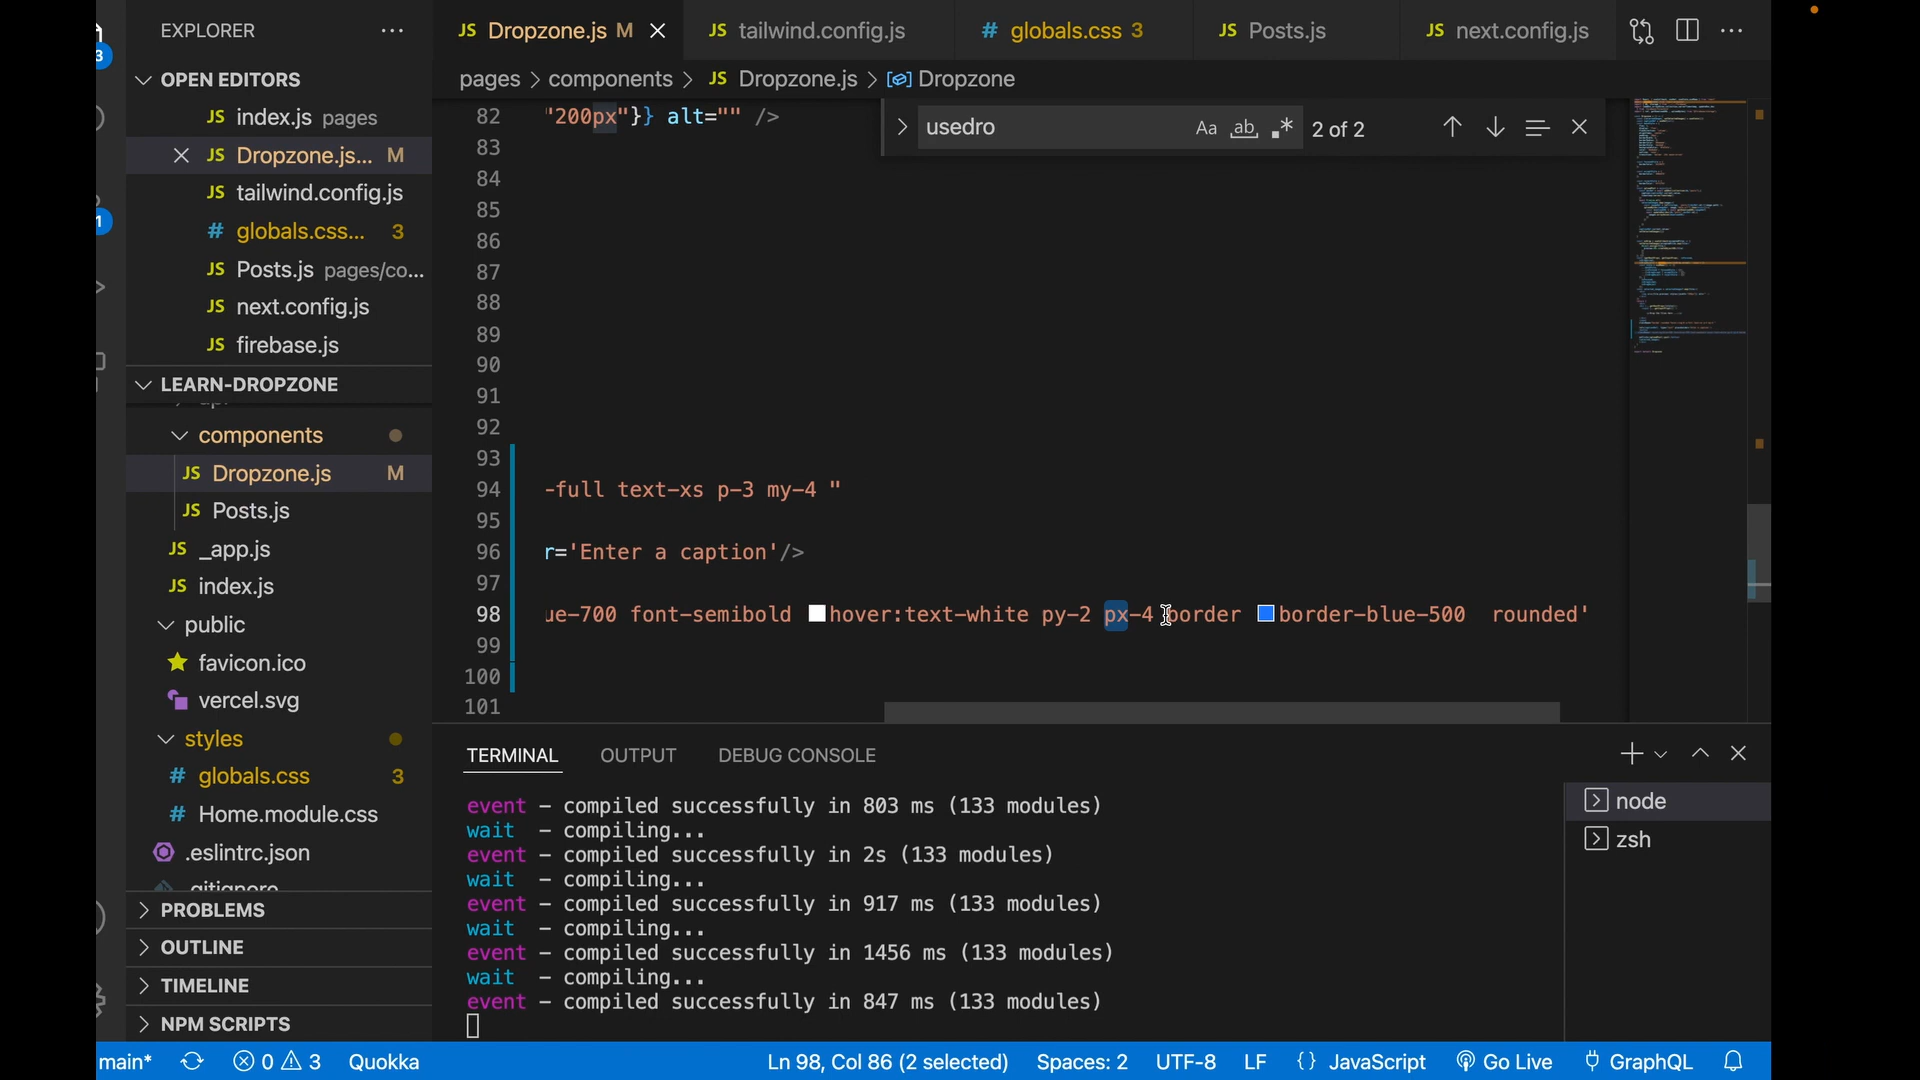 EXPLORER
OPEN EDITORS
JS index.js pages
JS Dropzone.js... M
JS tailwind.config.js
# globals.css... 3
JS Posts.js pages/co...
JS next.config.js
JS firebase.js
LEARN-DROPZONE
components
JS Dropzone.js M
JS Posts.js
JS _app.js
JS index.js
public
favicon.ico
vercel.svg
styles
# globals.css 3
# Home.module.css
.eslintrc.json
.gitignore
PROBLEMS
OUTLINE
TIMELINE
NPM SCRIPTS
3
1
JS Dropzone.js M
JS tailwind.config.js
# globals.css 3
JS Posts.js
JS next.config.js
pages > components > JS Dropzone.js > Dropzone
usedro Aa ab 2 of 2
82 "200px"}} alt="" />
83
84
85
86
87
88
89
90
91
92
93
94 -full text-xs p-3 my-4 "
95
96 r='Enter a caption'/>
97
98 ue-700 font-semibold hover:text-white py-2 px-4 border border-blue-500 rounded'
99
100
101
TERMINAL OUTPUT DEBUG CONSOLE
event - compiled successfully in 803 ms (133 modules)
wait - compiling...
event - compiled successfully in 2s (133 modules)
wait - compiling...
event - compiled successfully in 917 ms (133 modules)
wait - compiling...
event - compiled successfully in 1456 ms (133 modules)
wait - compiling...
event - compiled successfully in 847 ms (133 modules)
node
zsh
main* 0 3 Quokka Ln 98, Col 86 (2 selected) Spaces: 2 UTF-8 LF {} JavaScript Go Live GraphQL